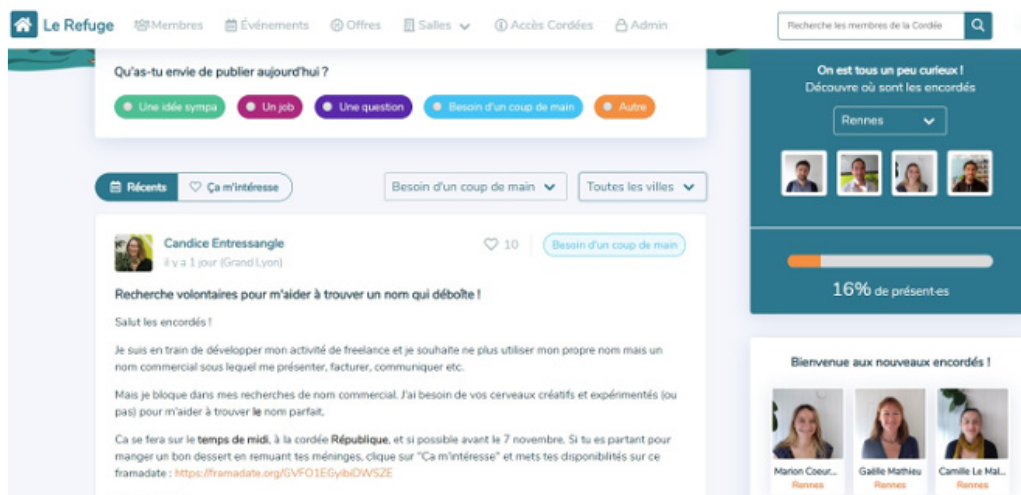 Le Refuge
Membres
Événements
Offres
Salles
Accès Cordées
Admin
Recherche les membres de la Cordée
Qu'as-tu envie de publier aujourd'hui ?
Une idée sympa
Un job
Une question
Besoin d'un coup de main
Autre
On est tous un peu curieux !
Découvre où sont les encordés
Rennes
Récents
Ça m'intéresse
Besoin d'un coup de main
Toutes les villes
Candice Entressangle
il y a 1 jour (Grand Lyon)
10
Besoin d'un coup de main
Recherche volontaires pour m'aider à trouver un nom qui déboîte !
Salut les encordés !
Je suis en train de développer mon activité de freelance et je souhaite ne plus utiliser mon propre nom mais un
nom commercial sous lequel me présenter, facturer, communiquer etc.
Mais je bloque dans mes recherches de nom commercial. J'ai besoin de vos cerveaux créatifs et expérimentés (ou
pas) pour m'aider à trouver le nom parfait.
Ca se fera sur le temps de midi, à la cordée République, et si possible avant le 7 novembre. Si tu es partant pour
manger un bon dessert en remuant tes méninges, clique sur "Ca m'intéresse" et mets tes disponibilités sur ce
framadate : https://framadate.org/GVFO1EGyibiDWSZE
16% de présent·es
Bienvenue aux nouveaux encordés !
Marion Coeur...
Rennes
Gaëlle Mathieu
Rennes
Camille Le Mal...
Rennes